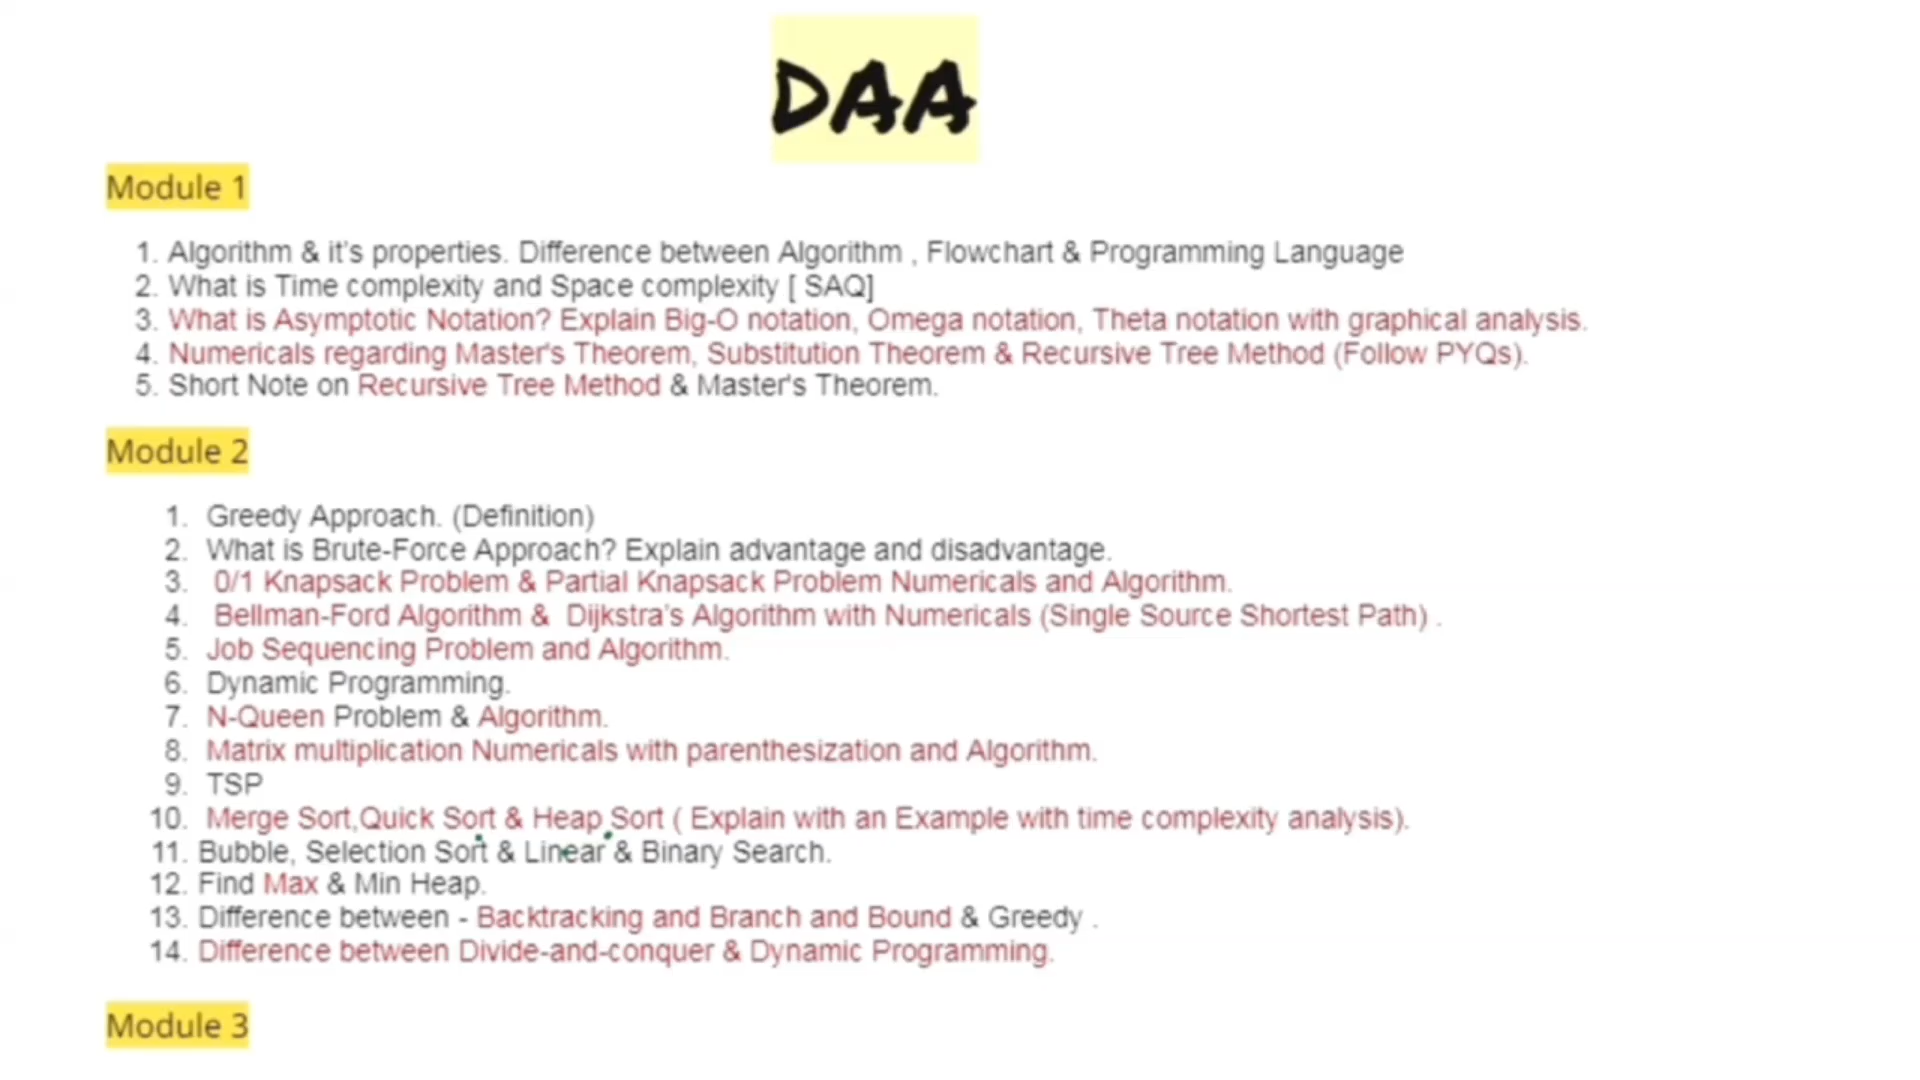 DAA
Module 1
1. Algorithm & it's properties. Difference between Algorithm , Flowchart & Programming Language
2. What is Time complexity and Space complexity [ SAQ]
3. What is Asymptotic Notation? Explain Big-O notation, Omega notation, Theta notation with graphical analysis.
4. Numericals regarding Master's Theorem, Substitution Theorem & Recursive Tree Method (Follow PYQs).
5. Short Note on Recursive Tree Method & Master's Theorem.
Module 2
1. Greedy Approach. (Definition)
2. What is Brute-Force Approach? Explain advantage and disadvantage.
3. 0/1 Knapsack Problem & Partial Knapsack Problem Numericals and Algorithm.
4. Bellman-Ford Algorithm & Dijkstra's Algorithm with Numericals (Single Source Shortest Path) .
5. Job Sequencing Problem and Algorithm.
6. Dynamic Programming.
7. N-Queen Problem & Algorithm.
8. Matrix multiplication Numericals with parenthesization and Algorithm.
9. TSP
10. Merge Sort,Quick Sort & Heap Sort ( Explain with an Example with time complexity analysis).
11. Bubble, Selection Sort & Linear & Binary Search.
12. Find Max & Min Heap.
13. Difference between - Backtracking and Branch and Bound & Greedy .
14. Difference between Divide-and-conquer & Dynamic Programming.
Module 3